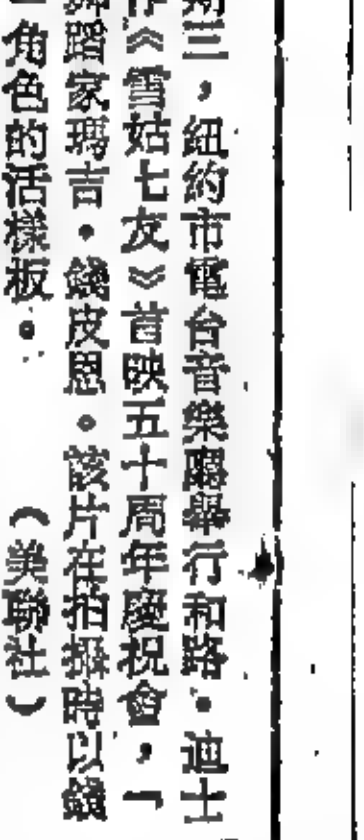 期三，紐約市電台音樂廳舉行和路・迪士
作《雪姑七友》首映五十周年慶祝會，「
舞蹈家瑪吉・錢皮恩。該片在拍攝時以錢
角色的活樣板。（美聯社）